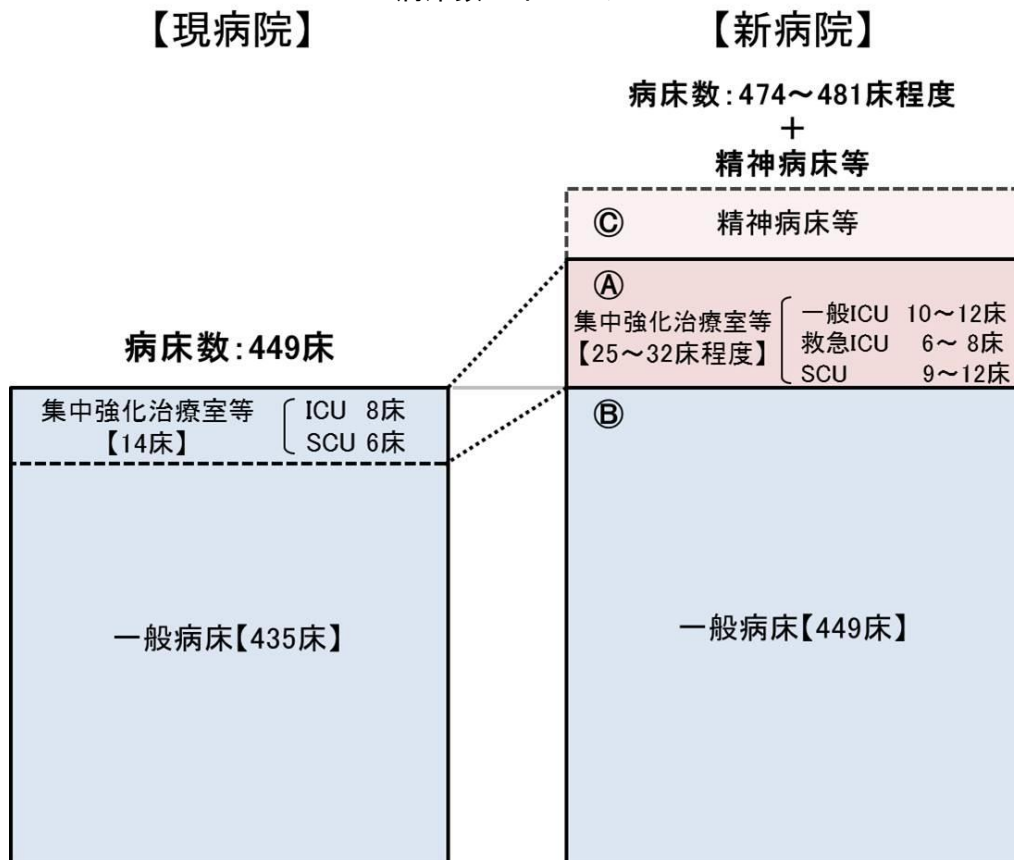 【現病院】
【新病院】
病床数:474～481床程度
+
精神病床等
Ⓒ 精神病床等
Ⓐ
集中強化治療室等
【25～32床程度】
一般ICU 10～12床
救急ICU 6～ 8床
SCU 9～12床
病床数:449床
集中強化治療室等
【14床】
ICU 8床
SCU 6床
Ⓑ
一般病床【435床】
一般病床【449床】